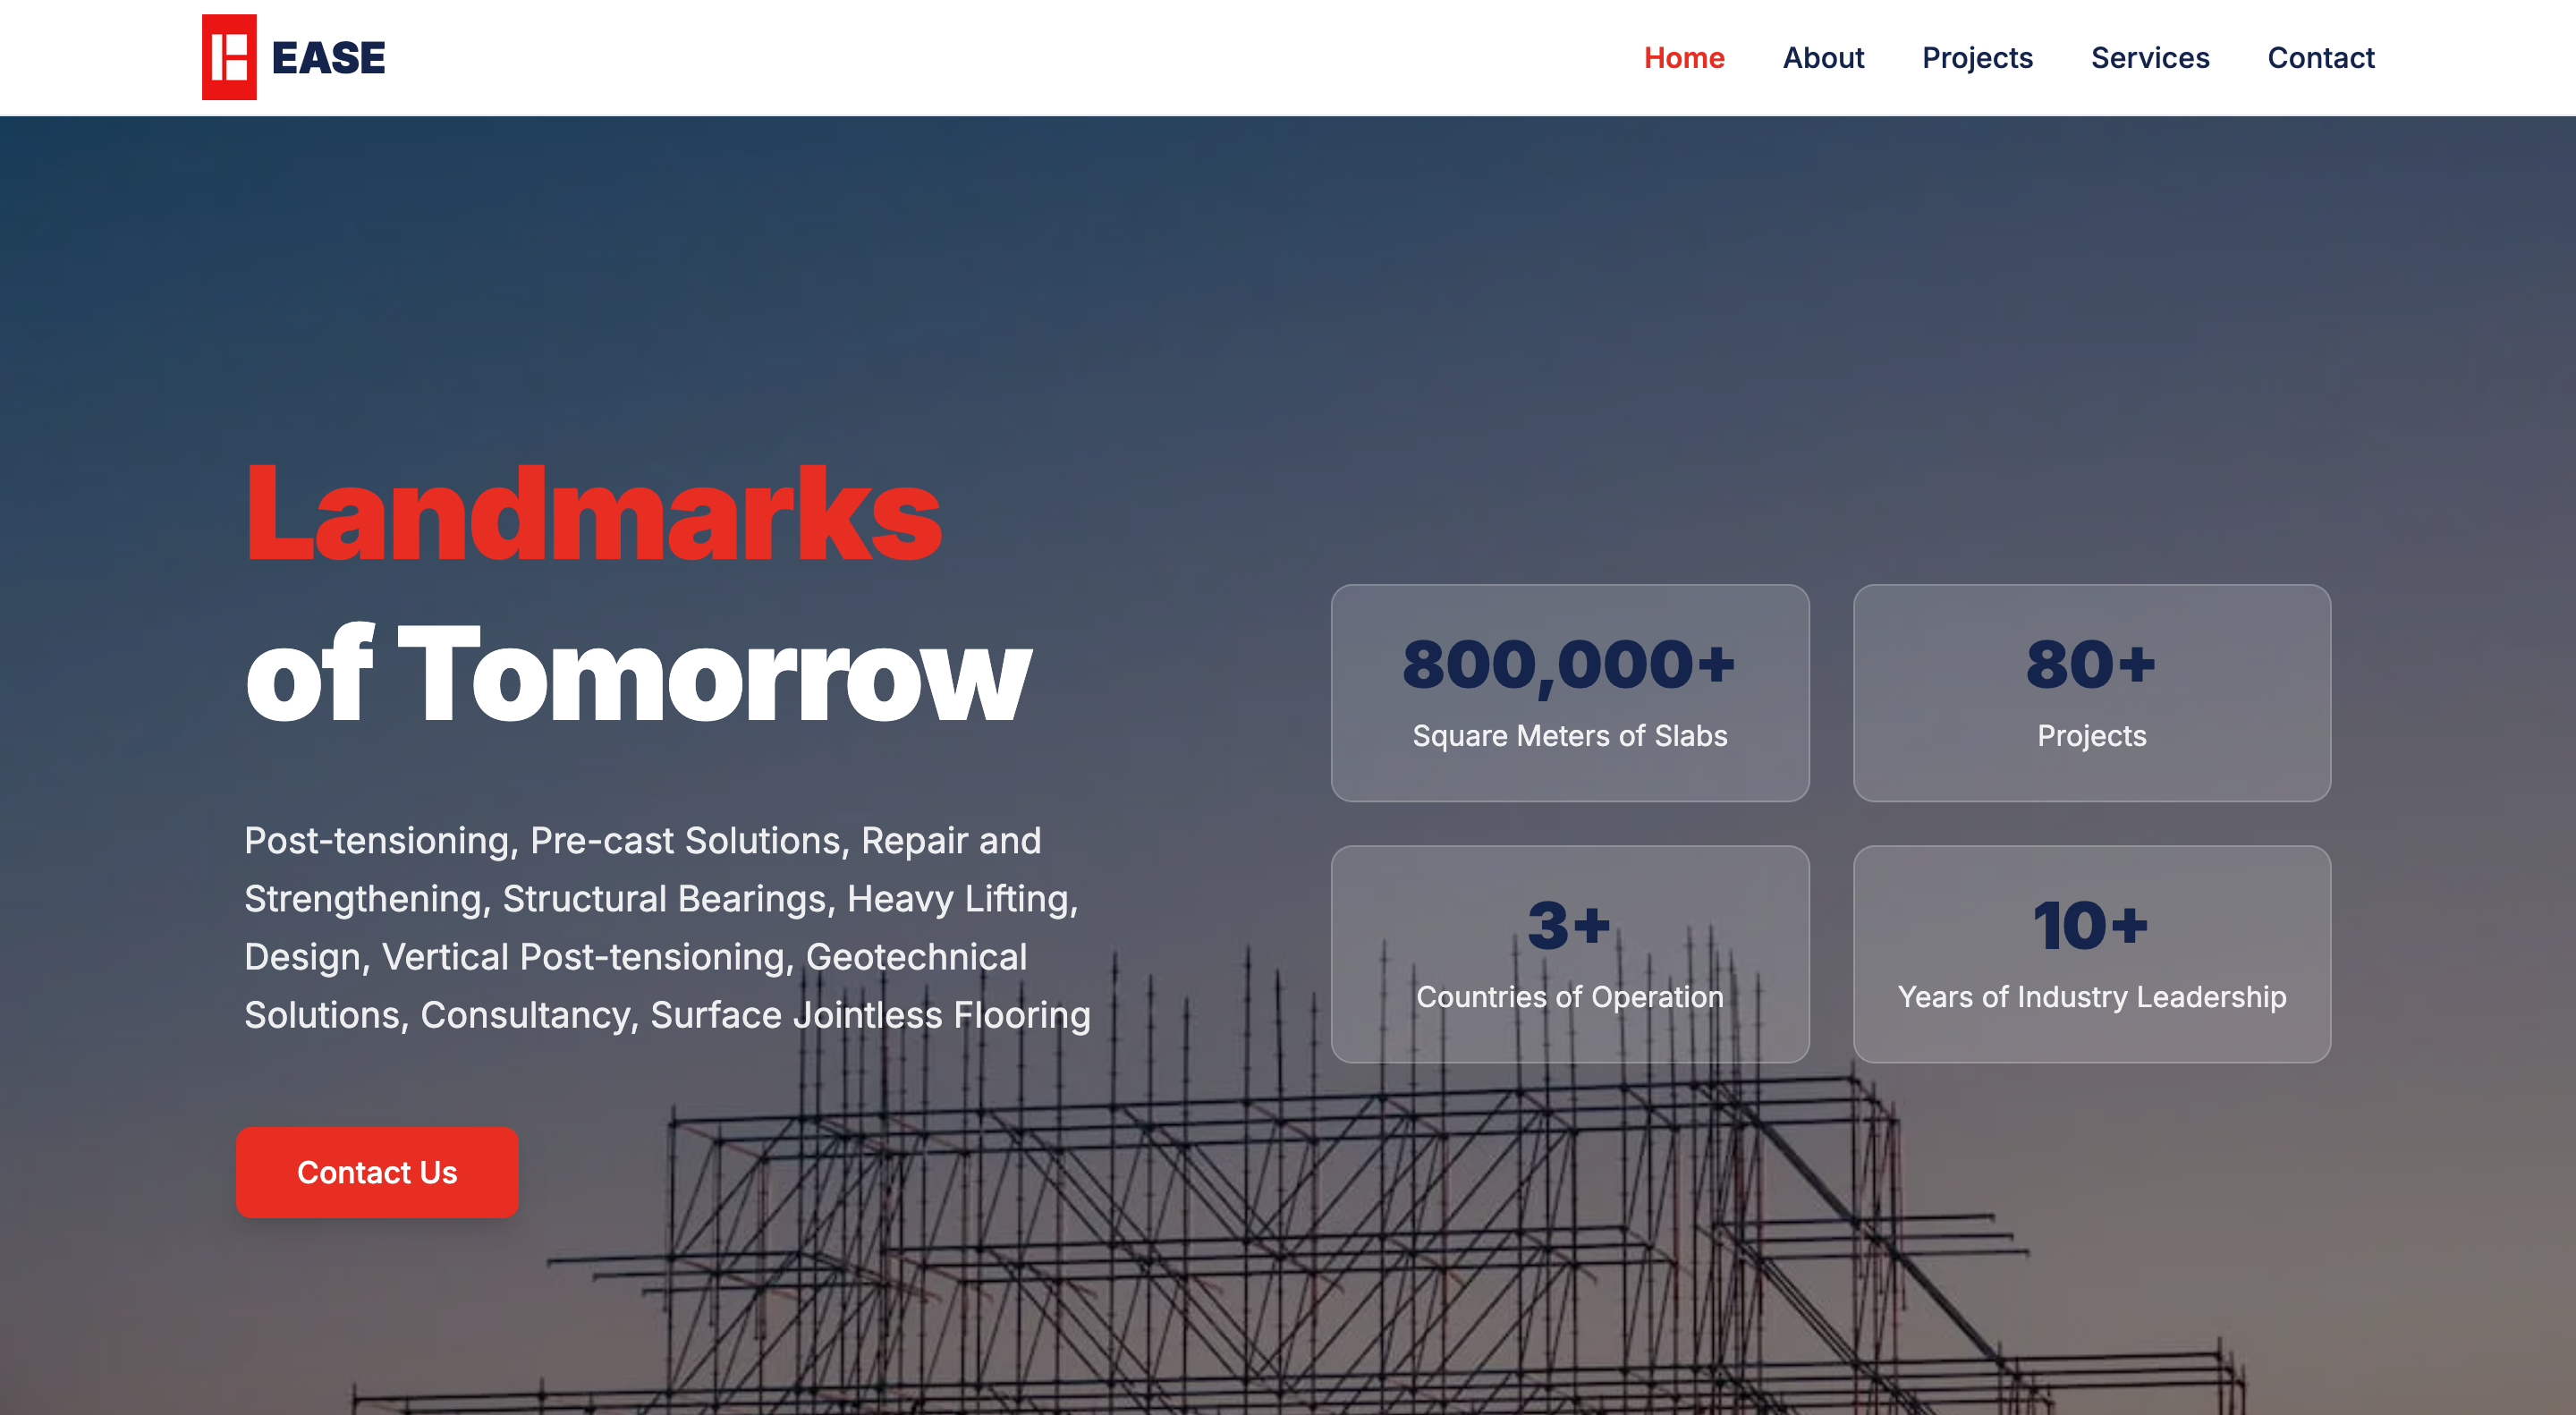 EASE
Home
About
Projects
Services
Contact
Landmarks
of Tomorrow
Post-tensioning, Pre-cast Solutions, Repair and
Strengthening, Structural Bearings, Heavy Lifting,
Design, Vertical Post-tensioning, Geotechnical
Solutions, Consultancy, Surface Jointless Flooring
Contact Us
800,000+
Square Meters of Slabs
80+
Projects
3+
Countries of Operation
10+
Years of Industry Leadership